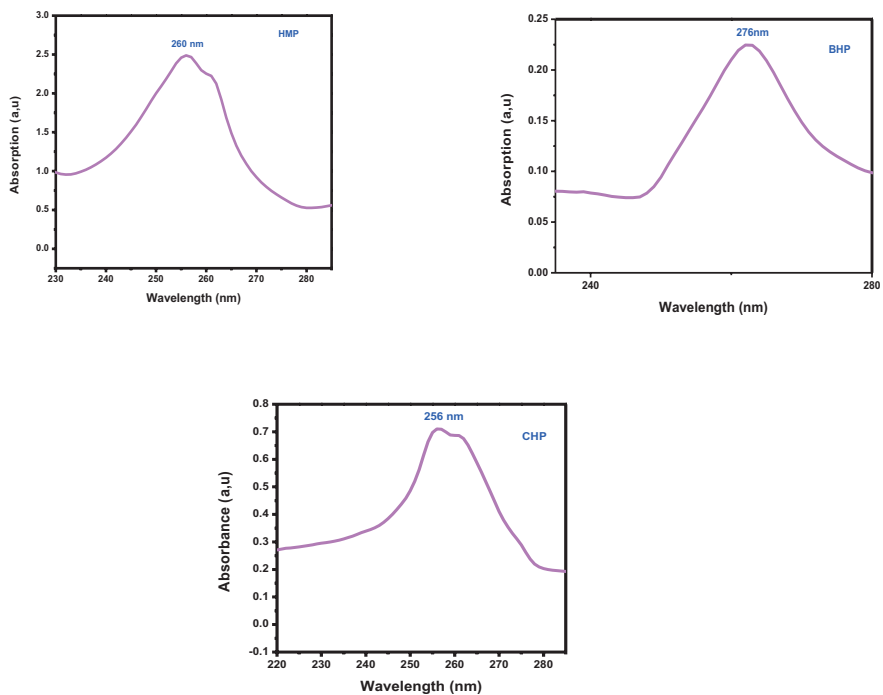 3.0
HMP
260 nm
2.5
2.0
1.5
1.0
0.5
0.0
Absorption (a,u)
230 240 250 260 270 280
Wavelength (nm)
0.25
276nm
BHP
0.20
0.15
0.10
0.05
0.00
Absorption (a,u)
240 280
Wavelength (nm)
0.8
256 nm
CHP
0.7
0.6
0.5
0.4
0.3
0.2
0.1
0.0
-0.1
Absorbance (a,u)
220 230 240 250 260 270 280
Wavelength (nm)